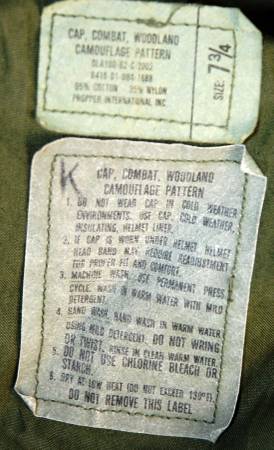 CAP, COMBAT, WOODLAND
CAMOUFLAGE PATTERN
DLA100-82-C-2002
8415-01-084-1688
65% COTTON 35% NYLON
PROPPER INTERNATIONAL INC
SIZE: 7 3/4
K
CAP, COMBAT, WOODLAND
CAMOUFLAGE PATTERN
1. DO NOT WEAR CAP IN COLD WEATHER
ENVIRONMENTS. USE CAP, COLD WEATHER,
INSULATING, HELMET LINER.
2. IF CAP IS WORN UNDER HELMET, HELMET
HEAD BAND MAY REQUIRE READJUSTMENT
FOR PROPER FIT AND COMFORT.
3. MACHINE WASH. USE PERMANENT PRESS
CYCLE. WASH IN WARM WATER WITH MILD
DETERGENT.
4. HAND WASH. HAND WASH IN WARM WATER
USING MILD DETERGENT. DO NOT WRING
OR TWIST. RINSE IN CLEAN WARM WATER.
5. DO NOT USE CHLORINE BLEACH OR
STARCH.
6. DRY AT LOW HEAT (DO NOT EXCEED 130°F).
DO NOT REMOVE THIS LABEL